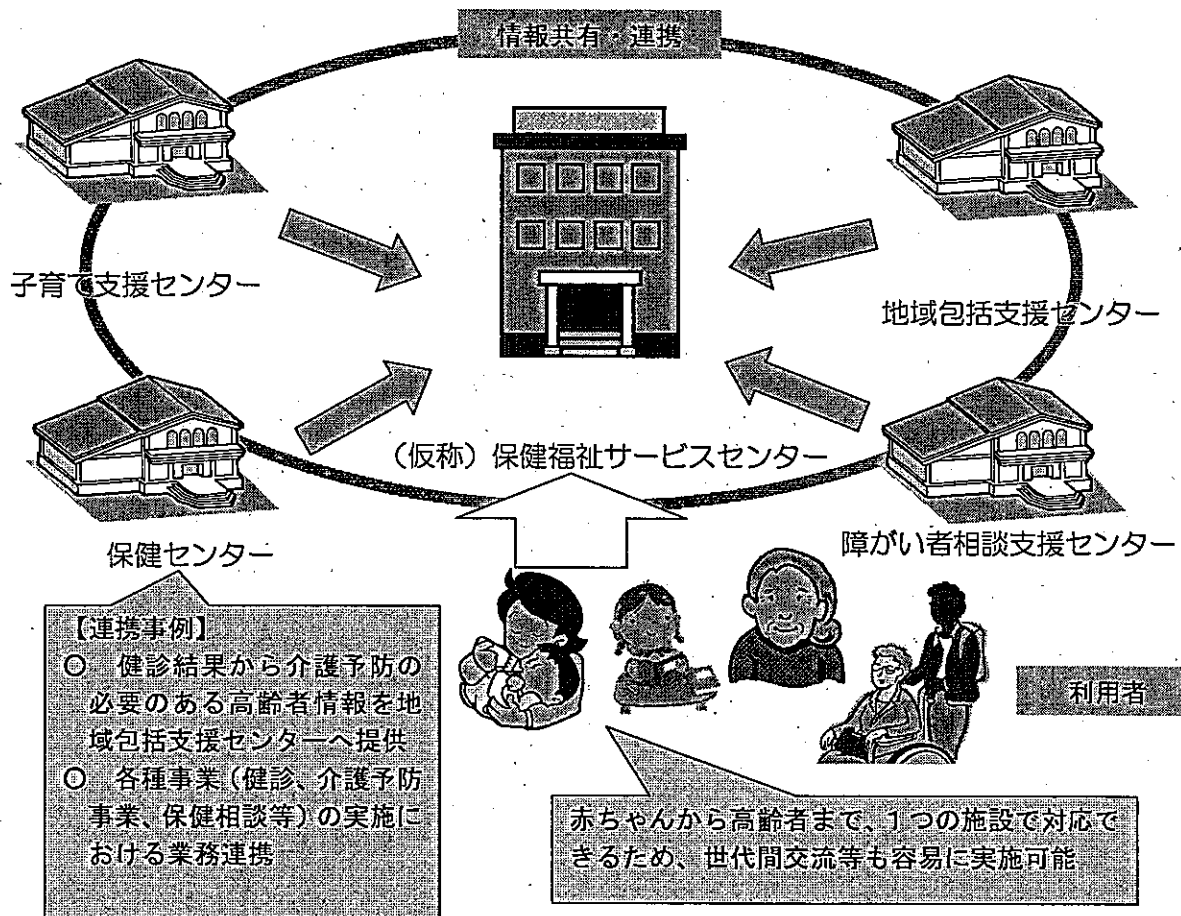 情報共有・連携
子育て支援センター
地域包括支援センター
（仮称）保健福祉サービスセンター
保健センター
障がい者相談支援センター
【連携事例】
○　健診結果から介護予防の
必要のある高齢者情報を地
域包括支援センターへ提供
○　各種事業（健診、介護予防
事業、保健相談等）の実施に
おける業務連携
利用者
赤ちゃんから高齢者まで、１つの施設で対応で
きるため、世代間交流等も容易に実施可能